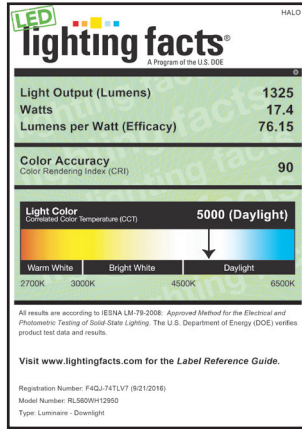 HALO
LED
lighting facts®
A Program of the U.S. DOE
Light Output (Lumens) 1325
Watts 17.4
Lumens per Watt (Efficacy) 76.15
Color Accuracy
Color Rendering Index (CRI) 90
Light Color
Correlated Color Temperature (CCT) 5000 (Daylight)
Warm White Bright White Daylight
2700K 3000K 4500K 6500K
All results are according to IESNA LM-79-2008: Approved Method for the Electrical and
Photometric Testing of Solid-State Lighting. The U.S. Department of Energy (DOE) verifies
product test data and results.
Visit www.lightingfacts.com for the Label Reference Guide.
Registration Number: F4QJ-74TLV7 (9/21/2016)
Model Number: RL560WH12950
Type: Luminaire - Downlight